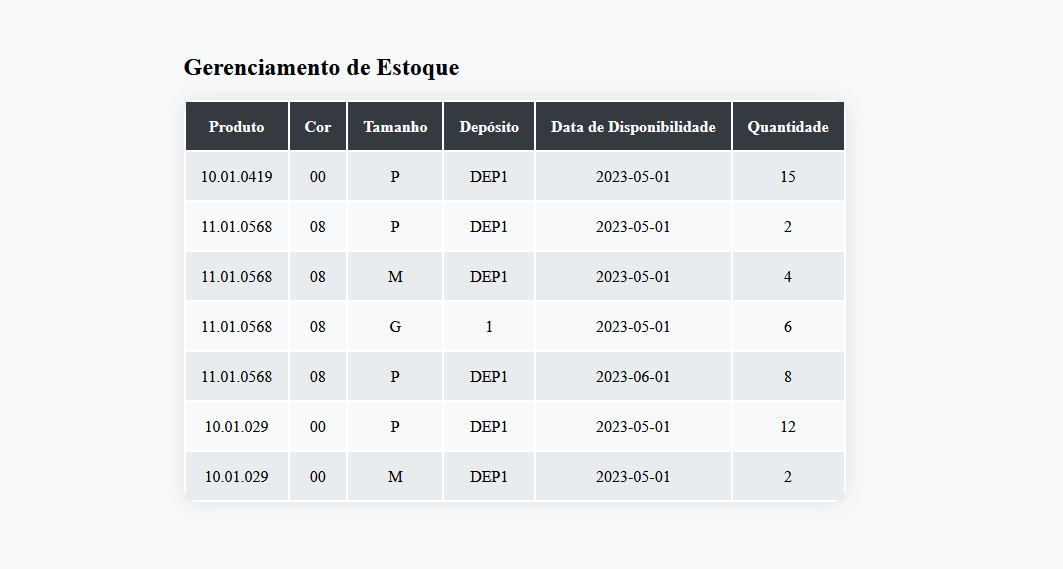 Gerenciamento de Estoque
Produto Cor Tamanho Depósito Data de Disponibilidade Quantidade
10.01.0419 00 P DEP1 2023-05-01 15
11.01.0568 08 P DEP1 2023-05-01 2
11.01.0568 08 M DEP1 2023-05-01 4
11.01.0568 08 G 1 2023-05-01 6
11.01.0568 08 P DEP1 2023-06-01 8
10.01.029 00 P DEP1 2023-05-01 12
10.01.029 00 M DEP1 2023-05-01 2